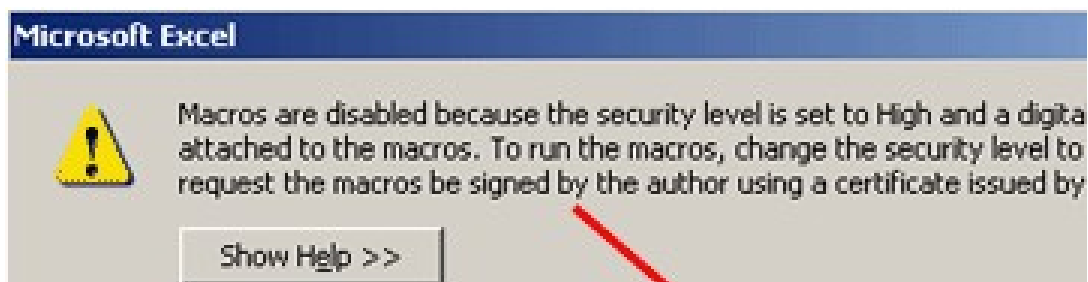 Microsoft Excel
Macros are disabled because the security level is set to High and a digita
attached to the macros. To run the macros, change the security level to
request the macros be signed by the author using a certificate issued by
Show Help >>